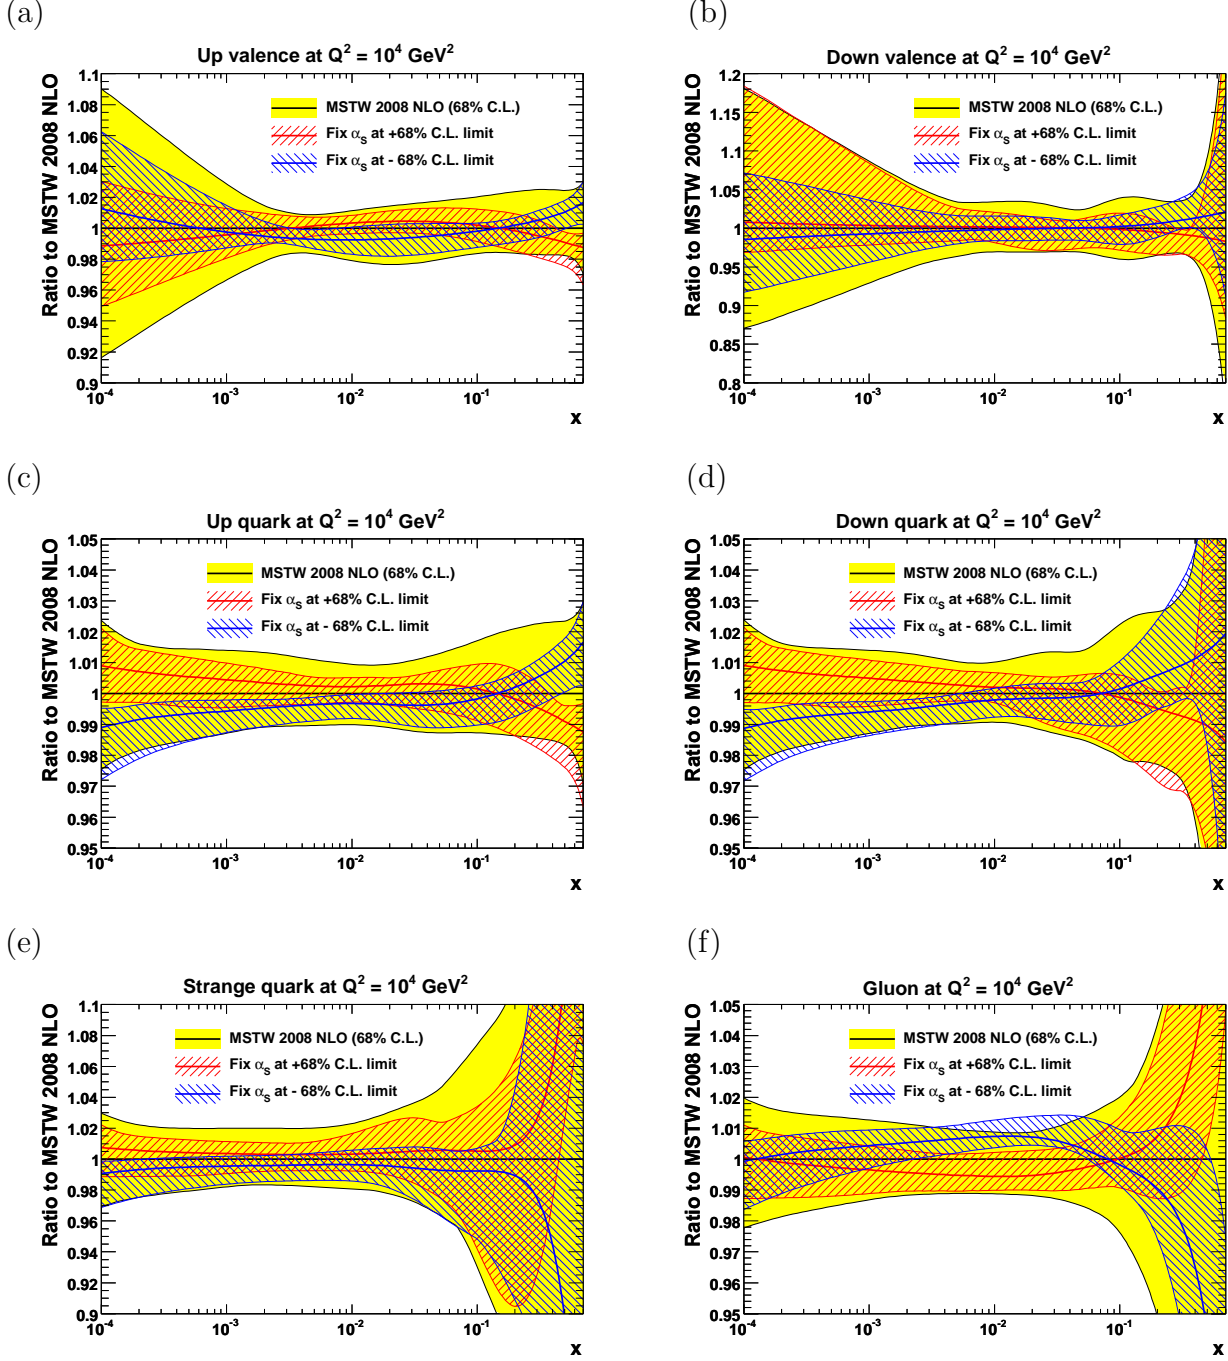 (a)
Up valence at Q² = 10⁴ GeV²
Ratio to MSTW 2008 NLO
1.1
1.08
1.06
1.04
1.02
1
0.98
0.96
0.94
0.92
0.9
MSTW 2008 NLO (68% C.L.)
Fix αS at +68% C.L. limit
Fix αS at - 68% C.L. limit
10⁻⁴ 10⁻³ 10⁻² 10⁻¹
x
(b)
Down valence at Q² = 10⁴ GeV²
Ratio to MSTW 2008 NLO
1.2
1.15
1.1
1.05
1
0.95
0.9
0.85
0.8
MSTW 2008 NLO (68% C.L.)
Fix αS at +68% C.L. limit
Fix αS at - 68% C.L. limit
10⁻⁴ 10⁻³ 10⁻² 10⁻¹
x
(c)
Up quark at Q² = 10⁴ GeV²
Ratio to MSTW 2008 NLO
1.05
1.04
1.03
1.02
1.01
1
0.99
0.98
0.97
0.96
0.95
MSTW 2008 NLO (68% C.L.)
Fix αS at +68% C.L. limit
Fix αS at - 68% C.L. limit
10⁻⁴ 10⁻³ 10⁻² 10⁻¹
x
(d)
Down quark at Q² = 10⁴ GeV²
Ratio to MSTW 2008 NLO
1.05
1.04
1.03
1.02
1.01
1
0.99
0.98
0.97
0.96
0.95
MSTW 2008 NLO (68% C.L.)
Fix αS at +68% C.L. limit
Fix αS at - 68% C.L. limit
10⁻⁴ 10⁻³ 10⁻² 10⁻¹
x
(e)
Strange quark at Q² = 10⁴ GeV²
Ratio to MSTW 2008 NLO
1.1
1.08
1.06
1.04
1.02
1
0.98
0.96
0.94
0.92
0.9
MSTW 2008 NLO (68% C.L.)
Fix αS at +68% C.L. limit
Fix αS at - 68% C.L. limit
10⁻⁴ 10⁻³ 10⁻² 10⁻¹
x
(f)
Gluon at Q² = 10⁴ GeV²
Ratio to MSTW 2008 NLO
1.05
1.04
1.03
1.02
1.01
1
0.99
0.98
0.97
0.96
0.95
MSTW 2008 NLO (68% C.L.)
Fix αS at +68% C.L. limit
Fix αS at - 68% C.L. limit
10⁻⁴ 10⁻³ 10⁻² 10⁻¹
x